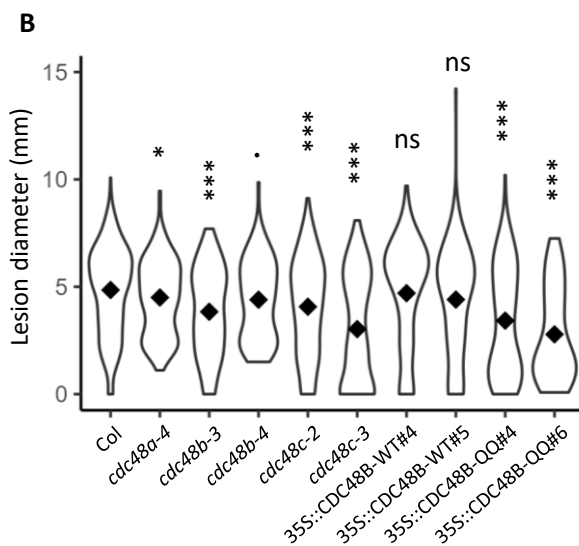 B
Lesion diameter (mm)
15
10
5
0
*
***
.
***
***
ns
ns
***
***
Col
cdc48a-4
cdc48b-3
cdc48b-4
cdc48c-2
cdc48c-3
35S::CDC48B-WT#4
35S::CDC48B-WT#5
35S::CDC48B-QQ#4
35S::CDC48B-QQ#6